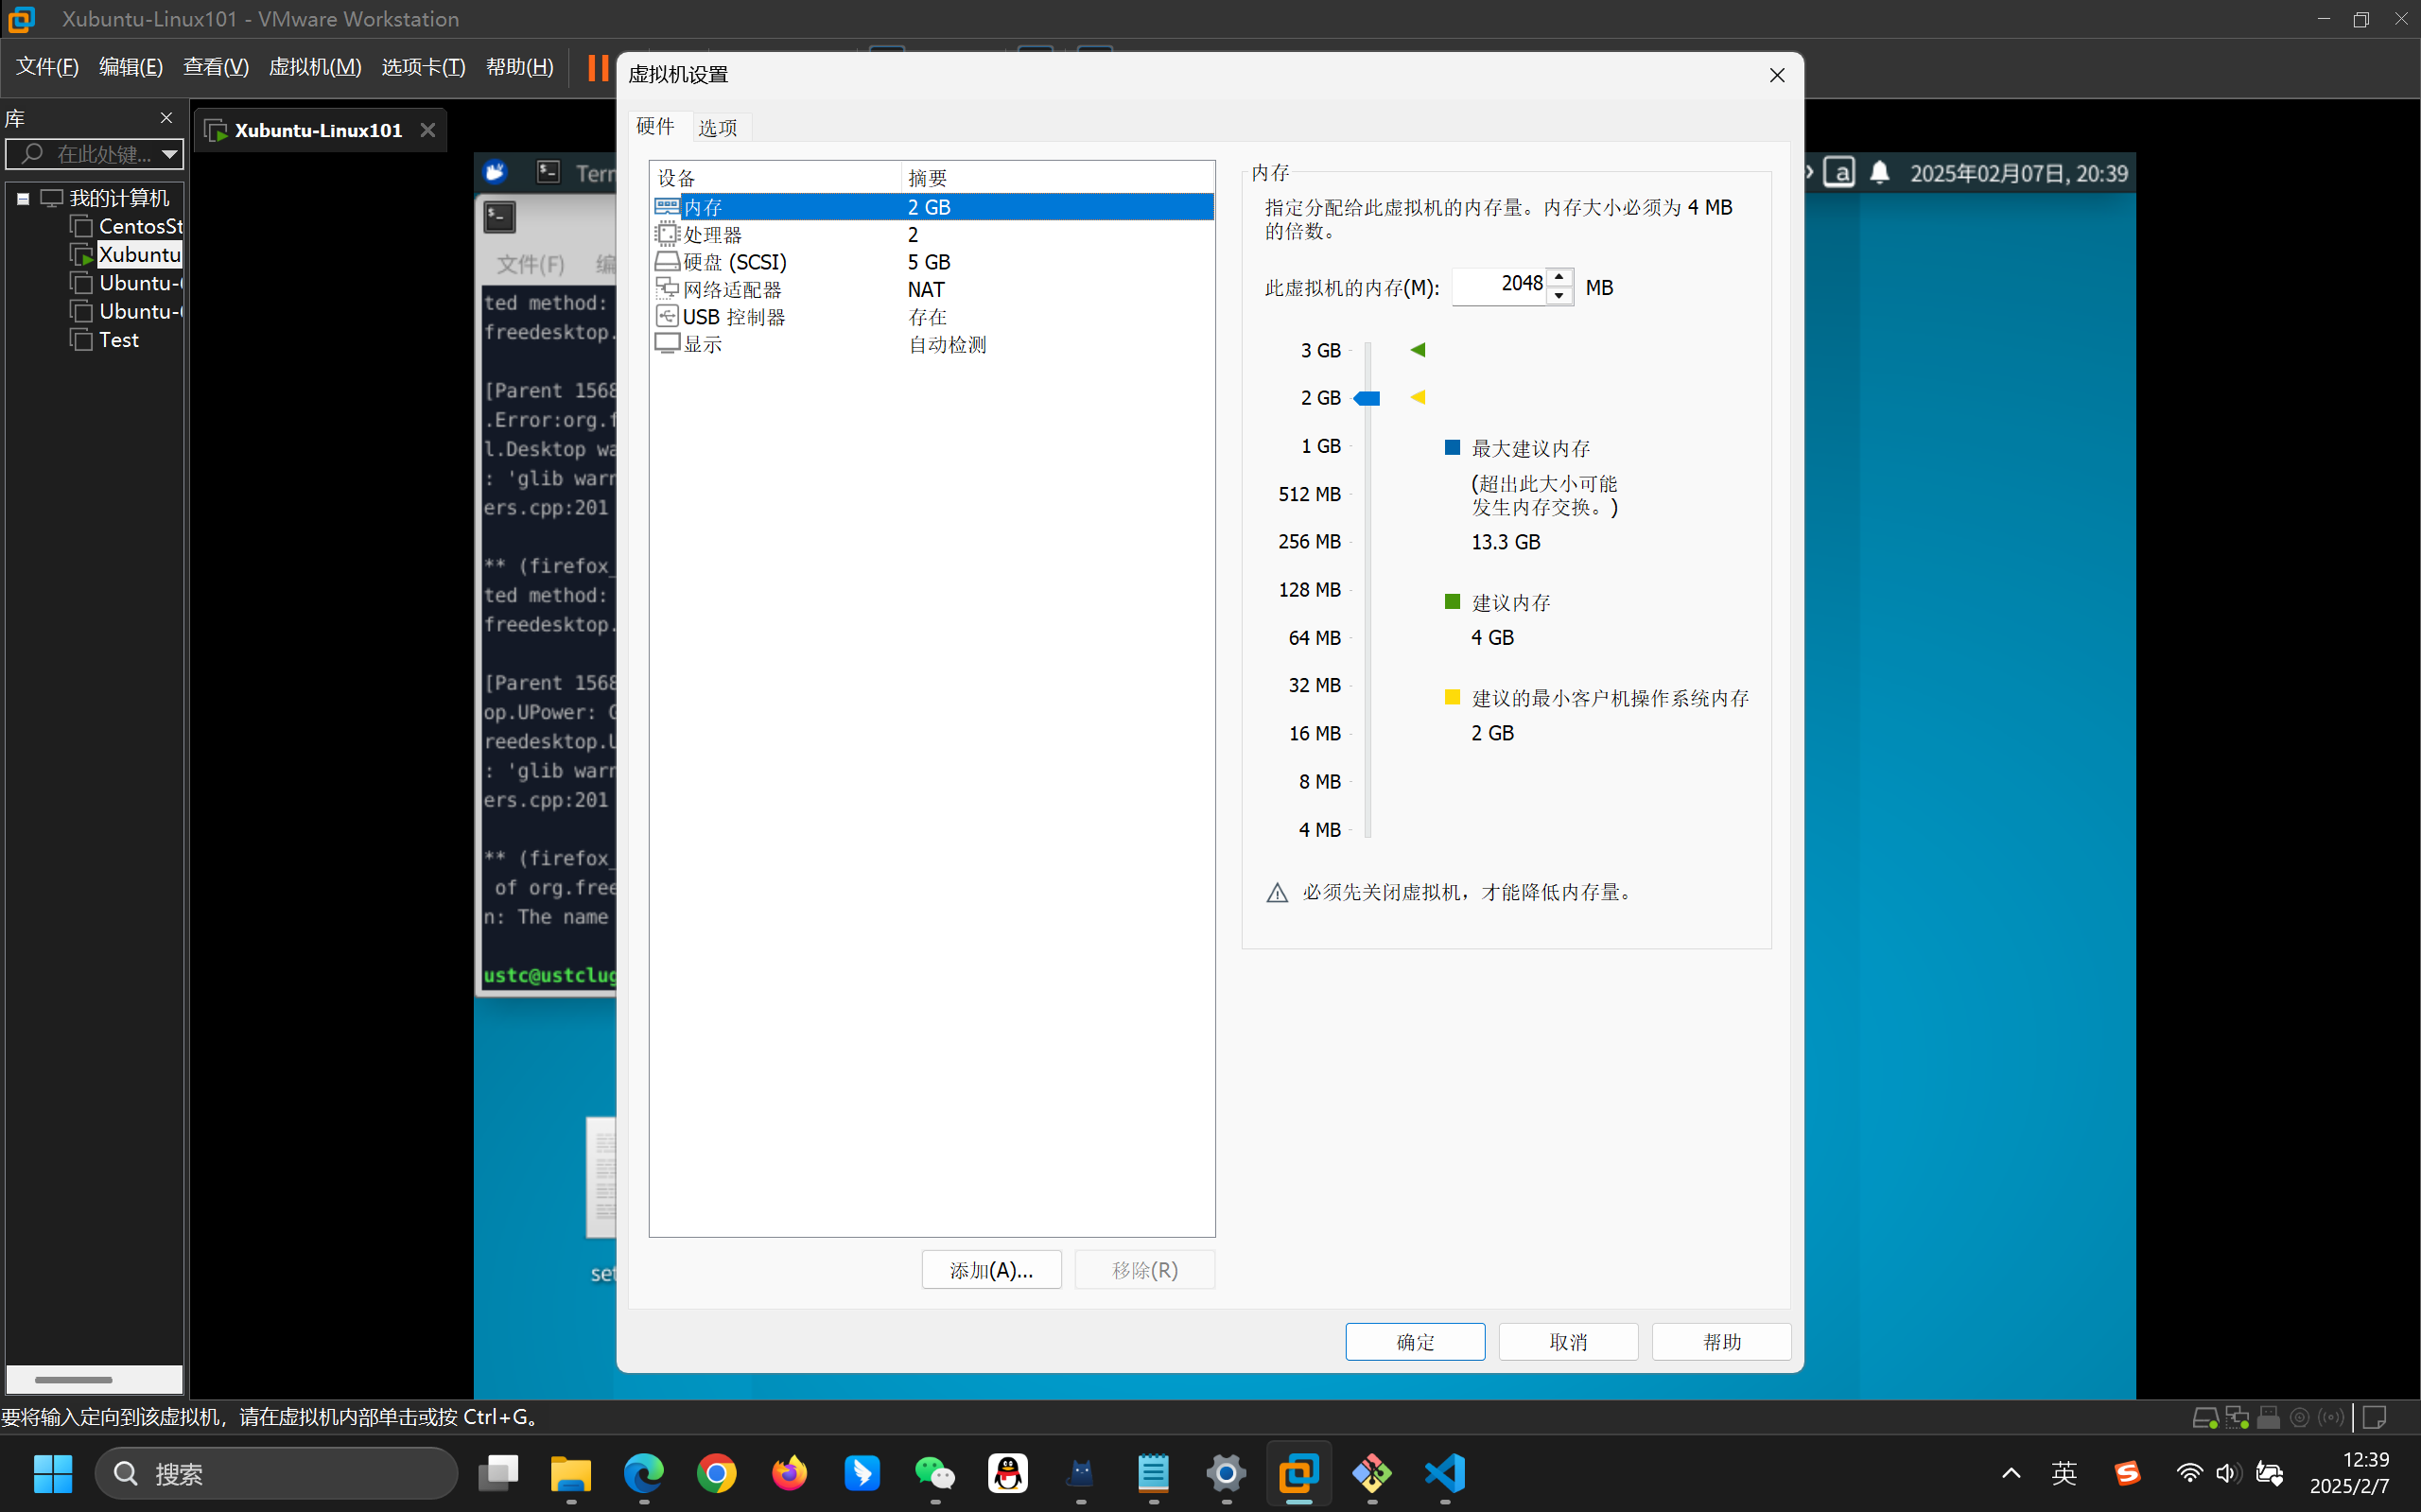 Xubuntu-Linux101 - VMware Workstation
文件(F) 编辑(E) 查看(V) 虚拟机(M) 选项卡(T) 帮助(H)
库
在此处键...
我的计算机
CentosSt
Xubuntu
Ubuntu-
Ubuntu-
Test
Xubuntu-Linux101
2025年02月07日, 20:39
文件(F)
ted method:
freedesktop.
[Parent 1568
.Error:org.f
l.Desktop wa
: 'glib warn
ers.cpp:201
** (firefox_
ted method:
freedesktop.
[Parent 1568
op.UPower: G
reedesktop.U
: 'glib warn
ers.cpp:201
** (firefox_
of org.free
n: The name
ustc@ustclug
set
虚拟机设置
硬件 选项
设备 摘要
内存 2 GB
处理器 2
硬盘 (SCSI) 5 GB
网络适配器 NAT
USB 控制器 存在
显示 自动检测
添加(A)... 移除(R)
内存
指定分配给此虚拟机的内存量。内存大小必须为 4 MB
的倍数。
此虚拟机的内存(M): 2048 MB
3 GB
2 GB
1 GB
512 MB
256 MB
128 MB
64 MB
32 MB
16 MB
8 MB
4 MB
最大建议内存
(超出此大小可能
发生内存交换。)
13.3 GB
建议内存
4 GB
建议的最小客户机操作系统内存
2 GB
必须先关闭虚拟机，才能降低内存量。
确定 取消 帮助
要将输入定向到该虚拟机，请在虚拟机内部单击或按 Ctrl+G。
搜索
英
12:39
2025/2/7